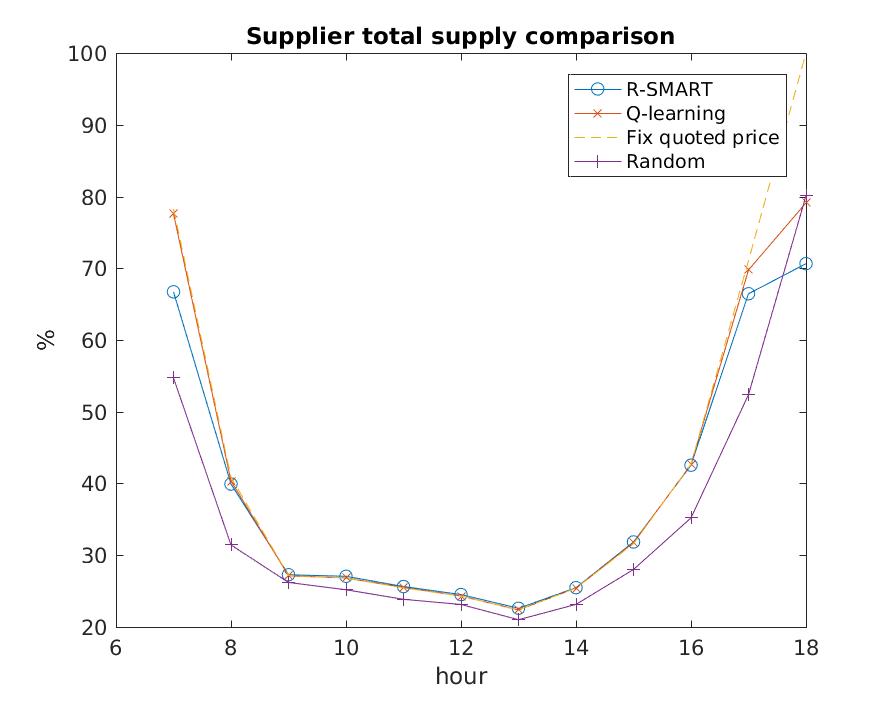 Supplier total supply comparison
100
90
80
70
60
50
40
30
20
%
R-SMART
Q-learning
Fix quoted price
Random
6 8 10 12 14 16 18
hour